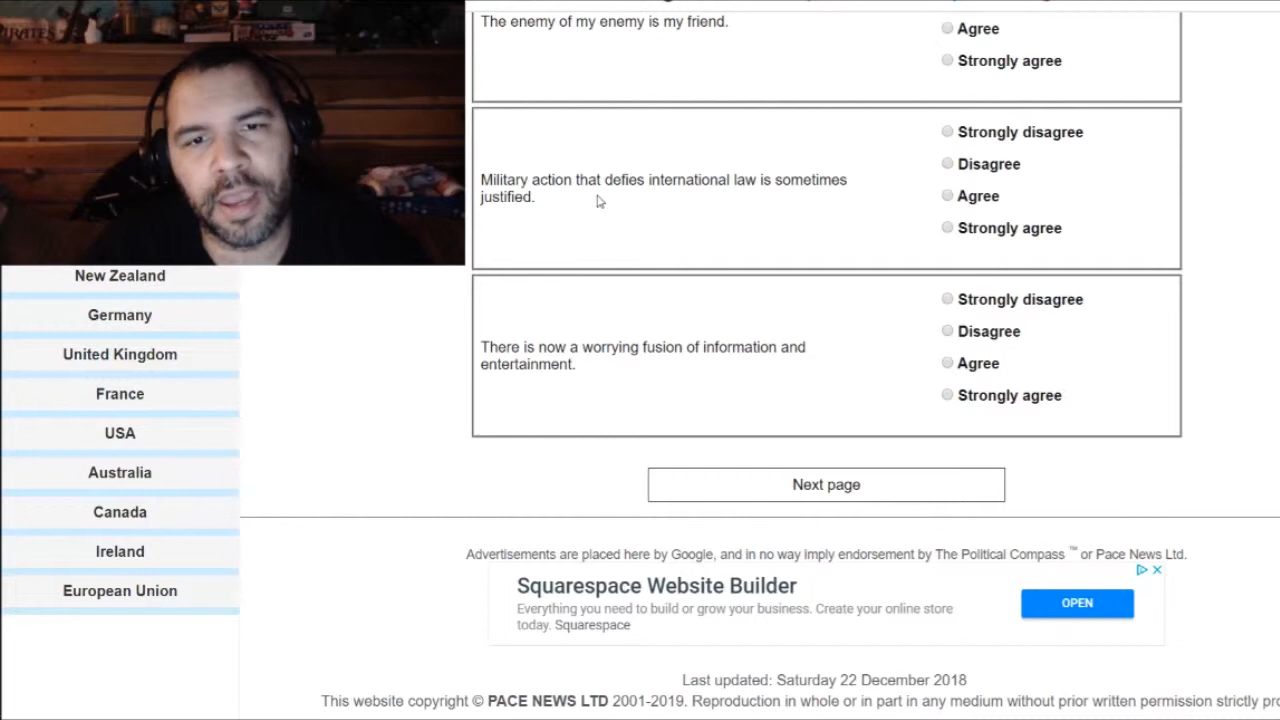 The enemy of my enemy is my friend.
Agree
Strongly agree
Strongly disagree
Disagree
Military action that defies international law is sometimes
justified.
Agree
Strongly agree
Strongly disagree
Disagree
There is now a worrying fusion of information and
entertainment.
Agree
Strongly agree
Next page
New Zealand
Germany
United Kingdom
France
USA
Australia
Canada
Ireland
European Union
Advertisements are placed here by Google, and in no way imply endorsement by The Political Compass ™ or Pace News Ltd.
Squarespace Website Builder
Everything you need to build or grow your business. Create your online store
today. Squarespace
OPEN
Last updated: Saturday 22 December 2018
This website copyright © PACE NEWS LTD 2001-2019. Reproduction in whole or in part in any medium without prior written permission strictly